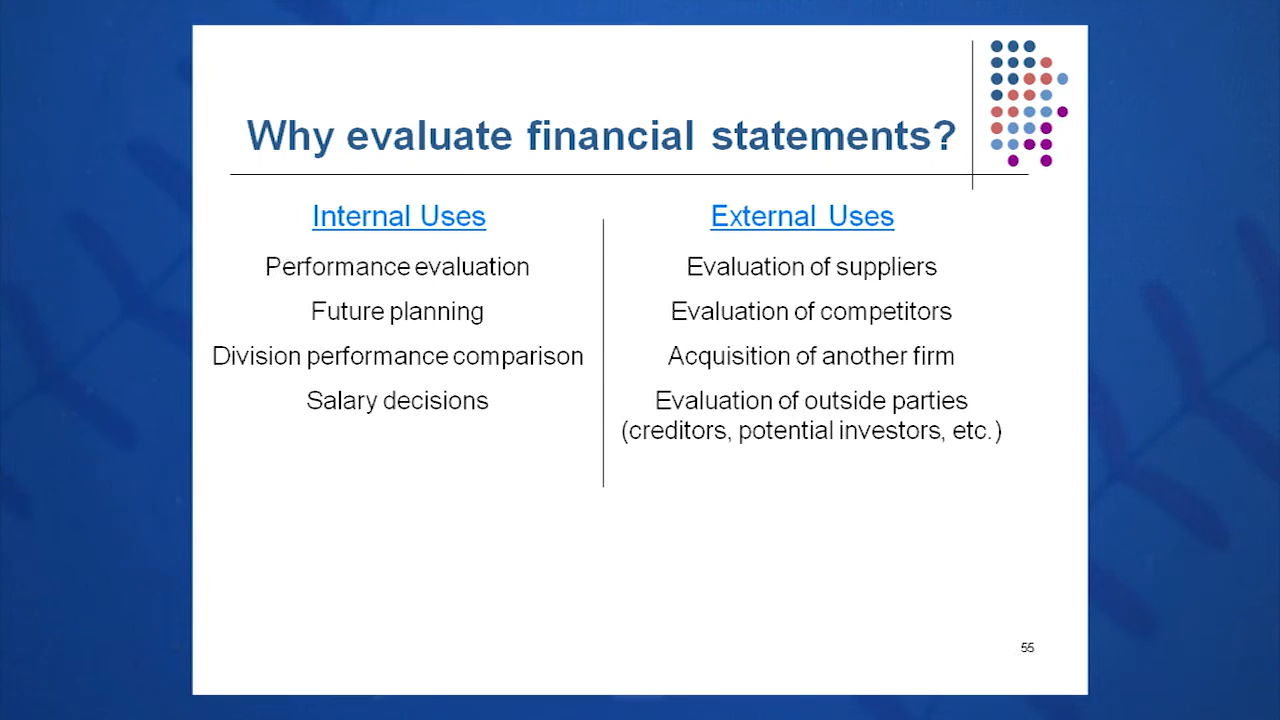 Why evaluate financial statements?
Internal Uses
Performance evaluation
Future planning
Division performance comparison
Salary decisions
External Uses
Evaluation of suppliers
Evaluation of competitors
Acquisition of another firm
Evaluation of outside parties
(creditors, potential investors, etc.)
55